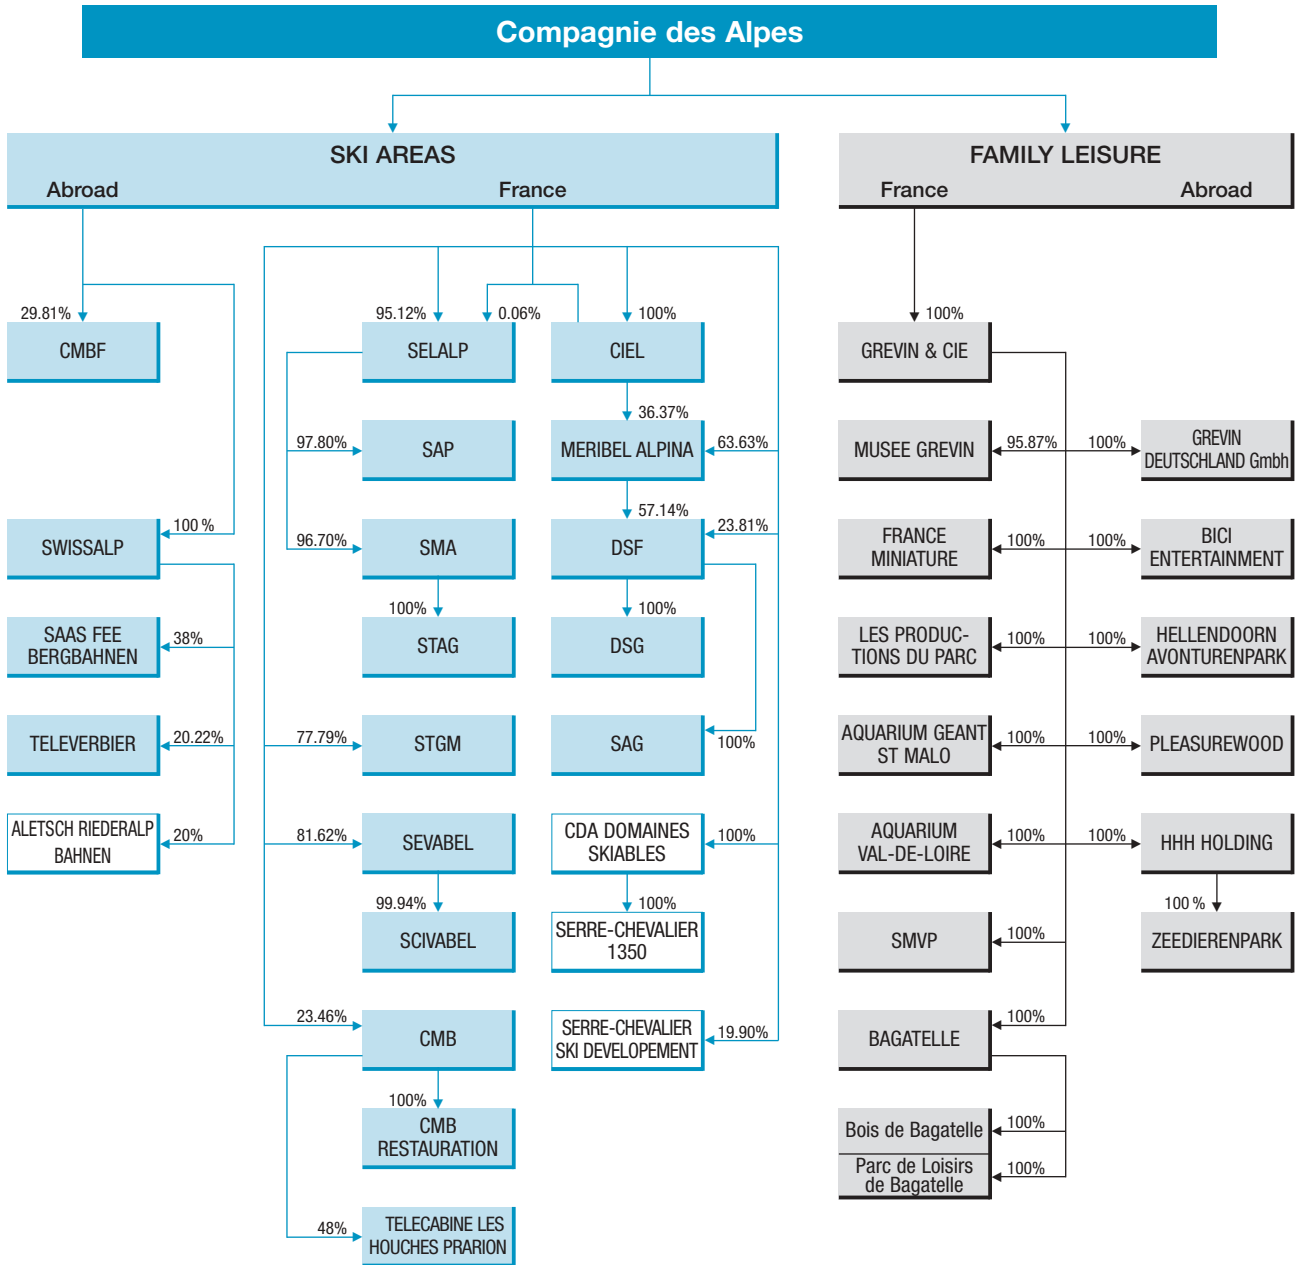 Compagnie des Alpes
SKI AREAS
Abroad
France
FAMILY LEISURE
France
Abroad
29.81%
CMBF
95.12%
0.06%
SELALP
100%
CIEL
100%
GREVIN & CIE
36.37%
97.80%
SAP
MERIBEL ALPINA
63.63%
MUSEE GREVIN
95.87%
100%
GREVIN
DEUTSCHLAND Gmbh
57.14%
100 %
SWISSALP
96.70%
SMA
DSF
23.81%
FRANCE
MINIATURE
100%
100%
BICI
ENTERTAINMENT
100%
100%
SAAS FEE
BERGBAHNEN
38%
STAG
DSG
LES PRODUC-
TIONS DU PARC
100%
100%
HELLENDOORN
AVONTURENPARK
TELEVERBIER
20.22%
77.79%
STGM
SAG
100%
AQUARIUM GEANT
ST MALO
100%
100%
PLEASUREWOOD
ALETSCH RIEDERALP
BAHNEN
20%
81.62%
SEVABEL
CDA DOMAINES
SKIABLES
100%
AQUARIUM
VAL-DE-LOIRE
100%
100%
HHH HOLDING
99.94%
100%
100 %
SCIVABEL
SERRE-CHEVALIER
1350
SMVP
100%
ZEEDIERENPARK
23.46%
CMB
SERRE-CHEVALIER
SKI DEVELOPEMENT
19.90%
BAGATELLE
100%
100%
CMB
RESTAURATION
Bois de Bagatelle
100%
Parc de Loisirs
de Bagatelle
100%
48%
TELECABINE LES
HOUCHES PRARION